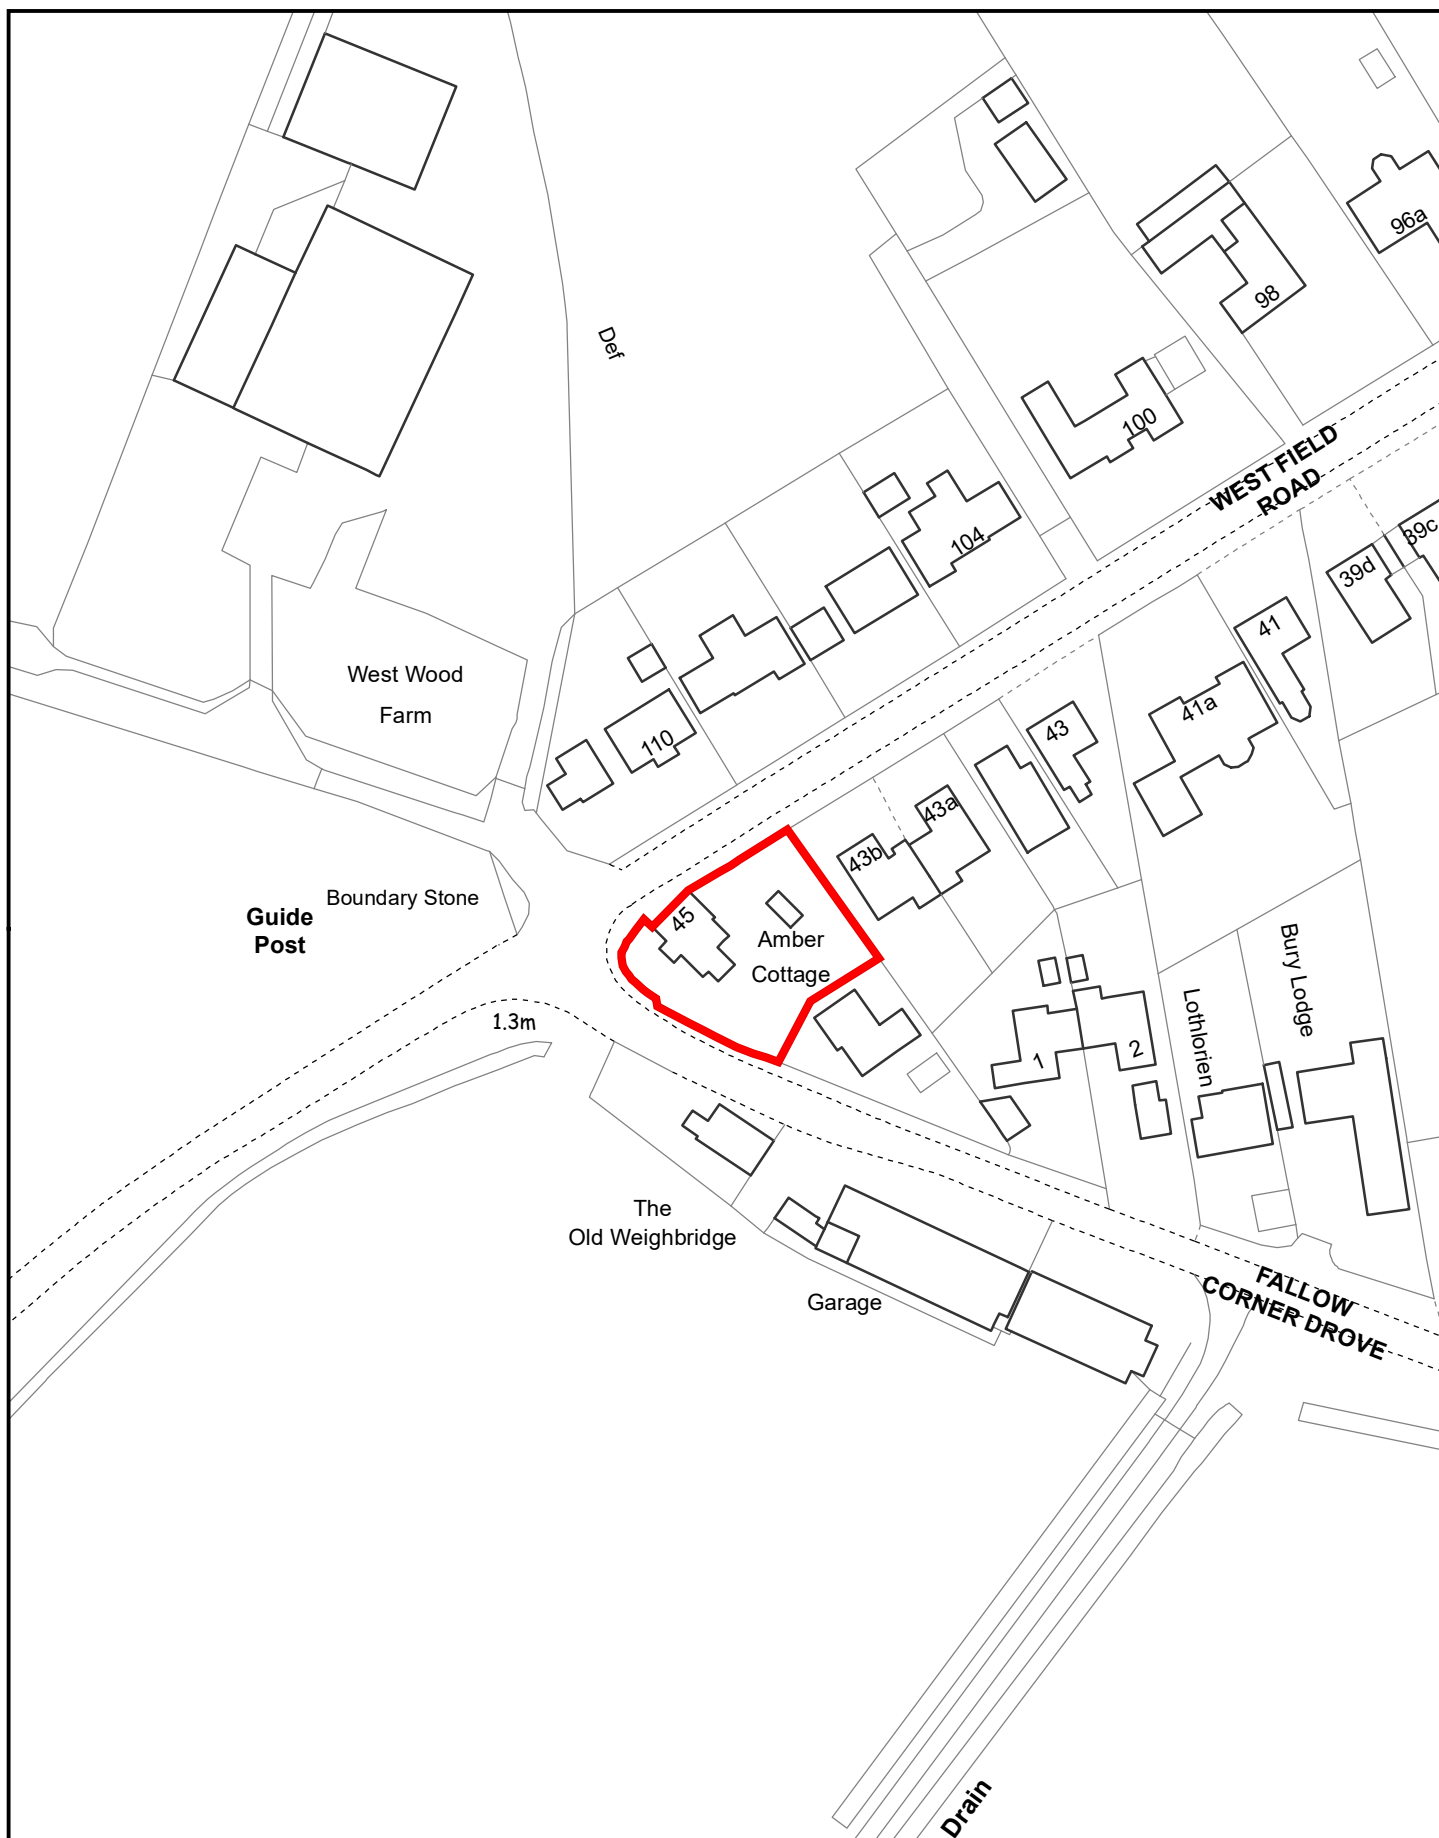 96a
98
Def
100
WEST FIELD
ROAD
104
39c
39d
41
West Wood
Farm
110
43
41a
43a
43b
Boundary Stone
Guide
Post
45
Amber
Cottage
Bury Lodge
Lothlorien
1.3m
1
2
The
Old Weighbridge
Garage
FALLOW
CORNER DROVE
Drain